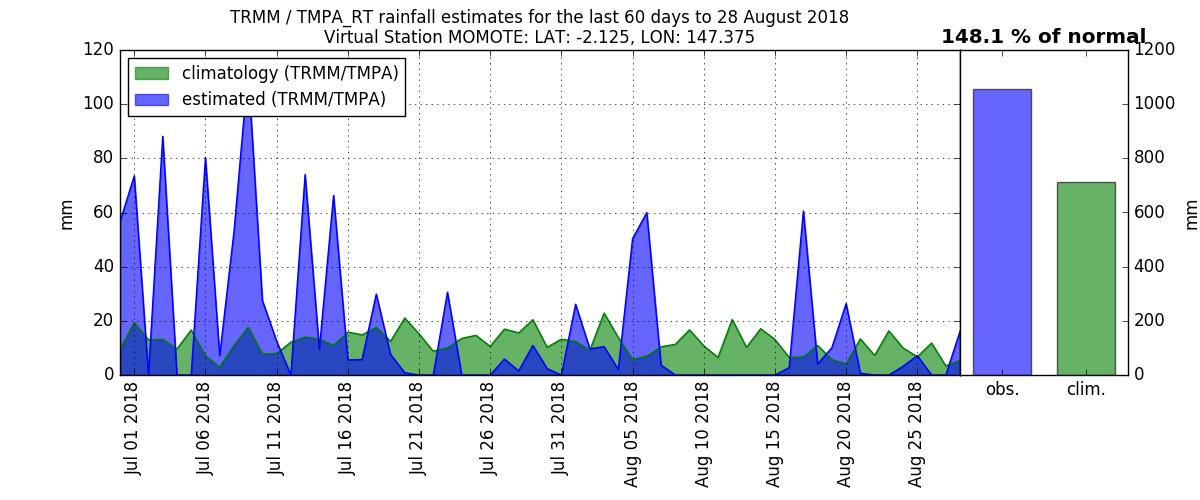 TRMM / TMPA_RT rainfall estimates for the last 60 days to 28 August 2018
Virtual Station MOMOTE: LAT: -2.125, LON: 147.375
148.1 % of normal
climatology (TRMM/TMPA)
estimated (TRMM/TMPA)
120
100
80
60
40
20
0
mm
Jul 01 2018
Jul 06 2018
Jul 11 2018
Jul 16 2018
Jul 21 2018
Jul 26 2018
Jul 31 2018
Aug 05 2018
Aug 10 2018
Aug 15 2018
Aug 20 2018
Aug 25 2018
obs.
clim.
1200
1000
800
600
400
200
0
mm